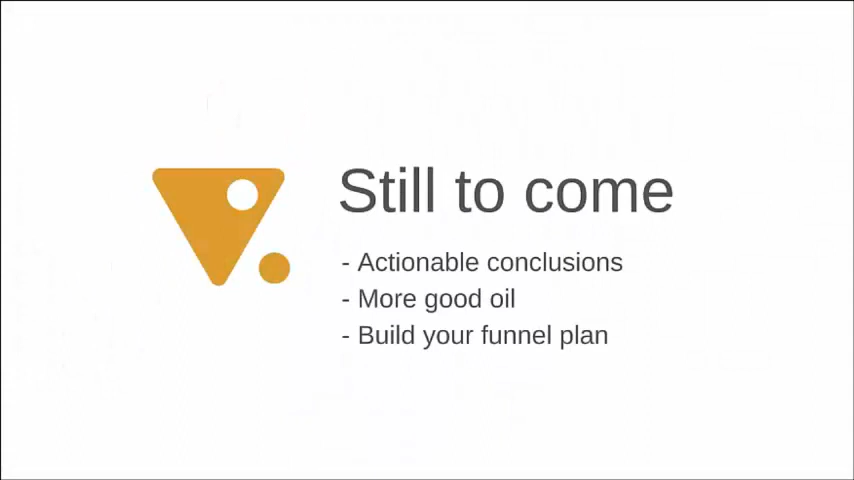 Still to come
- Actionable conclusions
- More good oil
- Build your funnel plan